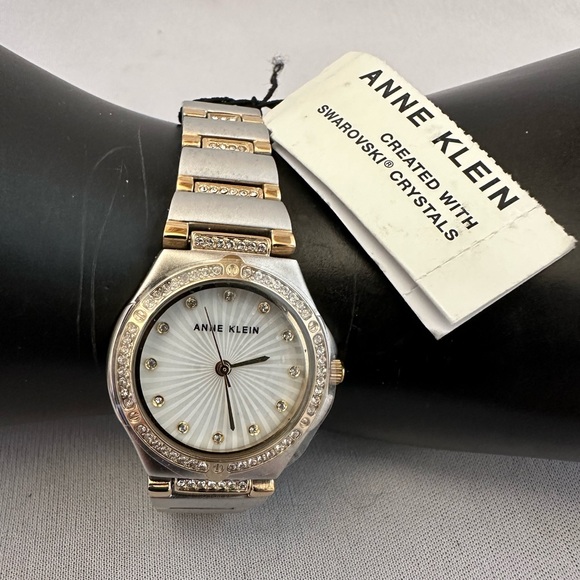 ANNE KLEIN
CREATED WITH
SWAROVSKI® CRYSTALS
ANNE KLEIN